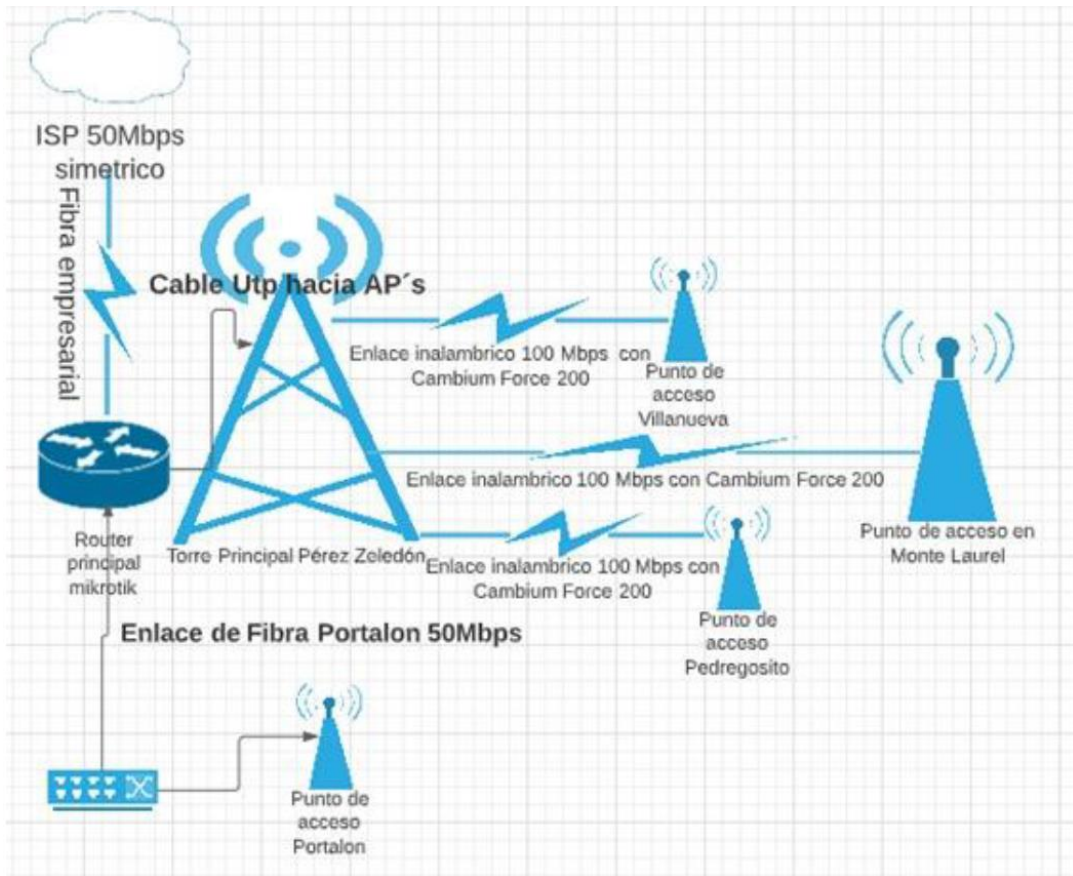 ISP 50Mbps
simetrico
Fibra empresarial
Cable Utp hacia AP´s
Enlace inalambrico 100 Mbps con
Cambium Force 200
Punto de
acceso
Villanueva
Enlace inalambrico 100 Mbps con Cambium Force 200
Punto de acceso en
Monte Laurel
Router
principal
mikrotik
Torre Principal Pérez Zeledón
Enlace inalambrico 100 Mbps con
Cambium Force 200
Punto de
acceso
Pedregosito
Enlace de Fibra Portalon 50Mbps
Punto de
acceso
Portalon